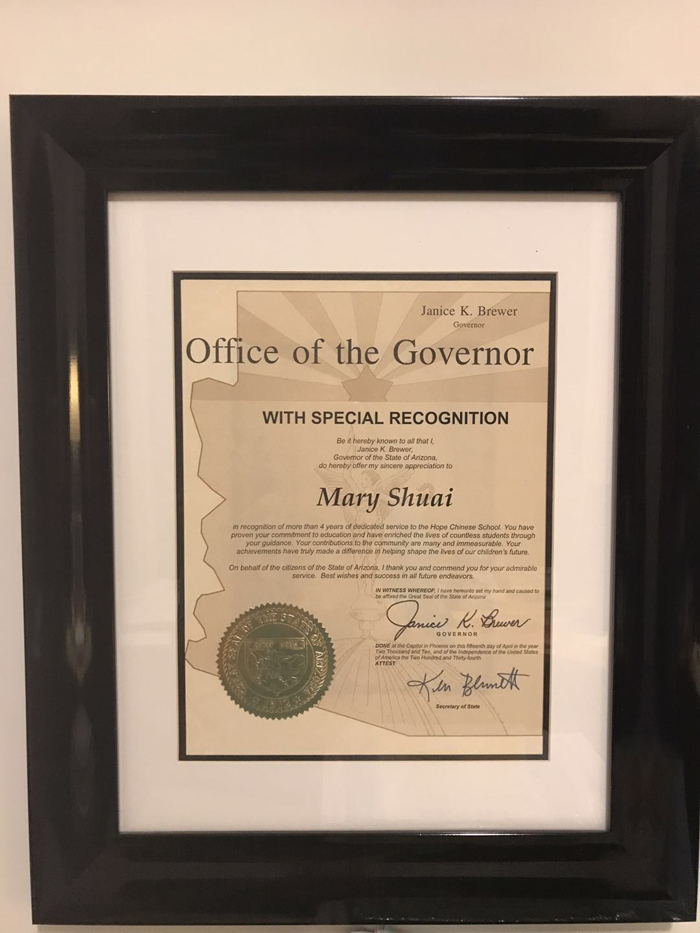 Janice K. Brewer
Governor
Office of the Governor
WITH SPECIAL RECOGNITION
Be it hereby known to all that I,
Janice K. Brewer,
Governor of the State of Arizona,
do hereby offer my sincere appreciation to
Mary Shuai
in recognition of more than 4 years of dedicated service to the Hope Chinese School. You have
proven your commitment to education and have enriched the lives of countless students through
your guidance. Your contributions to the community are many and immeasurable. Your
achievements have truly made a difference in helping shape the lives of our children's future.
On behalf of the citizens of the State of Arizona, I thank you and commend you for your admirable
service. Best wishes and success in all future endeavors.
IN WITNESS WHEREOF, I have hereunto set my hand and caused to
be affixed the Great Seal of the State of Arizona
Janice K. Brewer
GOVERNOR
DONE at the Capitol in Phoenix on this fifteenth day of April in the year
Two Thousand and Ten, and of the Independence of the United States
of America the Two Hundred and Thirty-fourth.
ATTEST:
Ken Bennett
Secretary of State
GREAT SEAL OF THE STATE OF ARIZONA